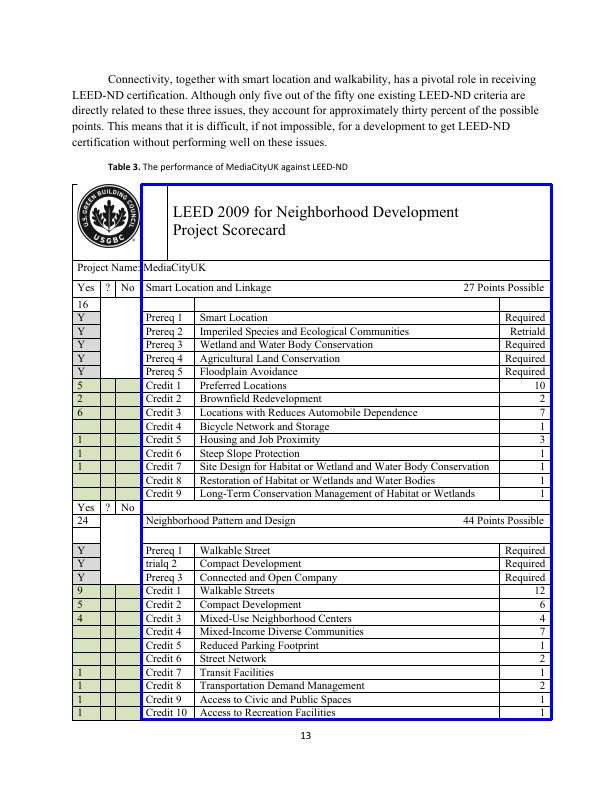 Connectivity, together with smart location and walkability, has a pivotal role in receiving
LEED-ND certification. Although only five out of the fifty one existing LEED-ND criteria are
directly related to these three issues, they account for approximately thirty percent of the possible
points. This means that it is difficult, if not impossible, for a development to get LEED-ND
certification without performing well on these issues.
Table 3. The performance of MediaCityUK against LEED-ND
U.S. GREEN BUILDING COUNCIL
USGBC
LEED 2009 for Neighborhood Development
Project Scorecard
Project Name: MediaCityUK
Yes ? No Smart Location and Linkage 27 Points Possible
16
Y Prereq 1 Smart Location Required
Y Prereq 2 Imperiled Species and Ecological Communities Retriald
Y Prereq 3 Wetland and Water Body Conservation Required
Y Prereq 4 Agricultural Land Conservation Required
Y Prereq 5 Floodplain Avoidance Required
5 Credit 1 Preferred Locations 10
2 Credit 2 Brownfield Redevelopment 2
6 Credit 3 Locations with Reduces Automobile Dependence 7
Credit 4 Bicycle Network and Storage 1
1 Credit 5 Housing and Job Proximity 3
1 Credit 6 Steep Slope Protection 1
1 Credit 7 Site Design for Habitat or Wetland and Water Body Conservation 1
Credit 8 Restoration of Habitat or Wetlands and Water Bodies 1
Credit 9 Long-Term Conservation Management of Habitat or Wetlands 1
Yes ? No
24 Neighborhood Pattern and Design 44 Points Possible
Y Prereq 1 Walkable Street Required
Y trialq 2 Compact Development Required
Y Prereq 3 Connected and Open Company Required
9 Credit 1 Walkable Streets 12
5 Credit 2 Compact Development 6
4 Credit 3 Mixed-Use Neighborhood Centers 4
Credit 4 Mixed-Income Diverse Communities 7
Credit 5 Reduced Parking Footprint 1
Credit 6 Street Network 2
1 Credit 7 Transit Facilities 1
1 Credit 8 Transportation Demand Management 2
1 Credit 9 Access to Civic and Public Spaces 1
1 Credit 10 Access to Recreation Facilities 1
13